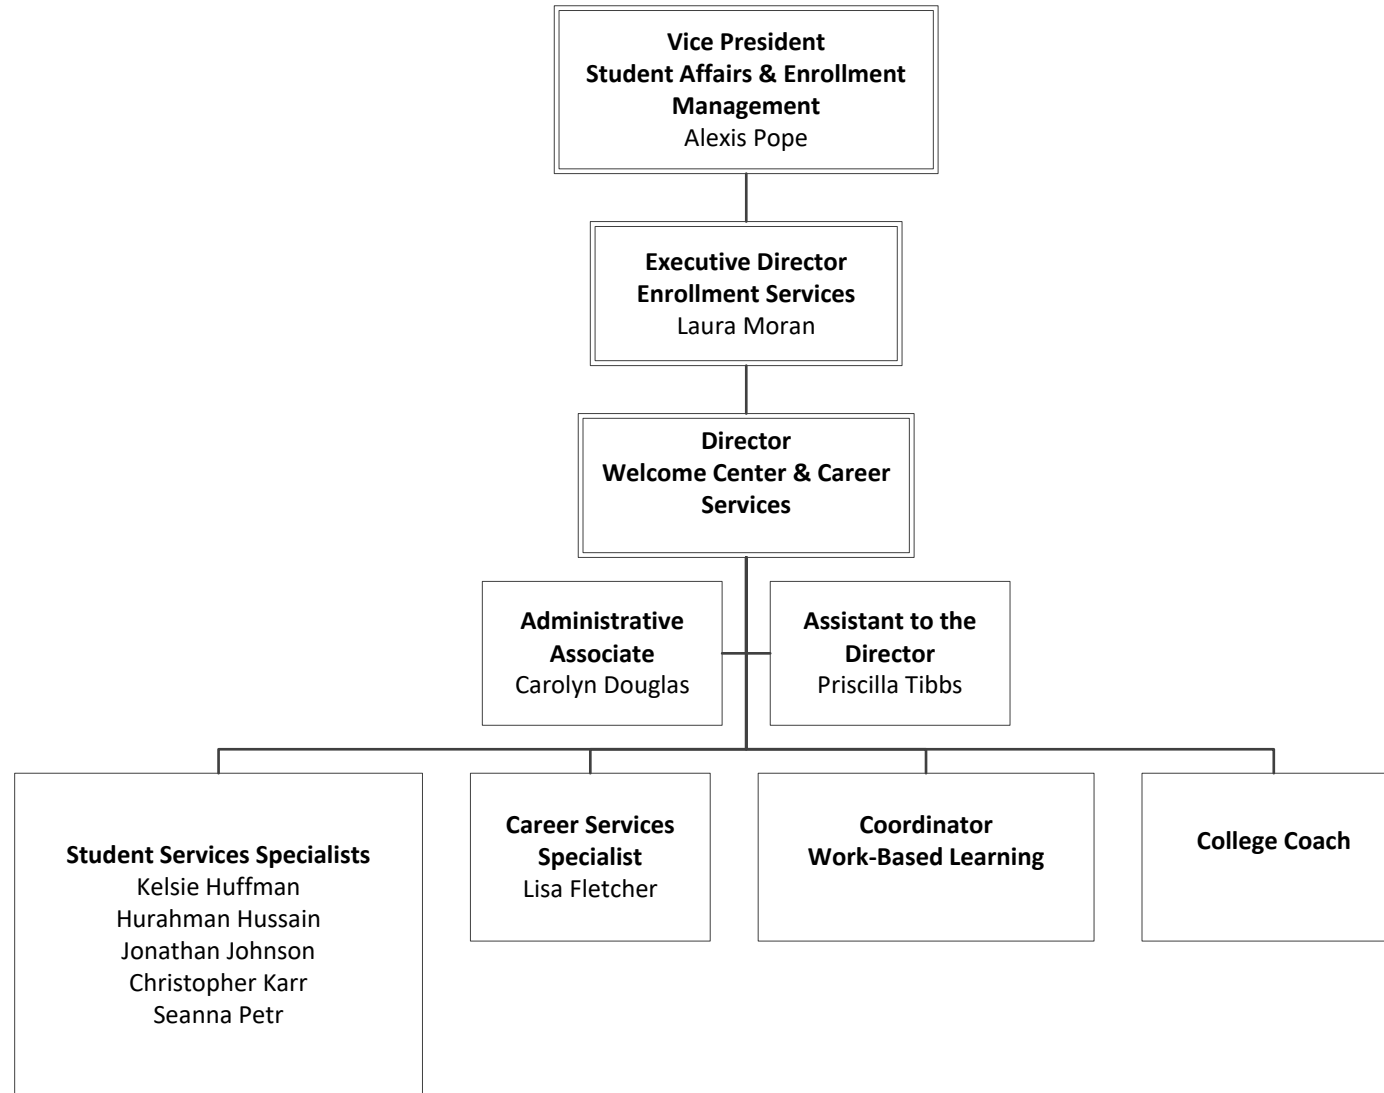 Vice President
Student Affairs & Enrollment
Management
Alexis Pope
Executive Director
Enrollment Services
Laura Moran
Director
Welcome Center & Career
Services
Administrative
Associate
Carolyn Douglas
Assistant to the
Director
Priscilla Tibbs
Student Services Specialists
Kelsie Huffman
Hurahman Hussain
Jonathan Johnson
Christopher Karr
Seanna Petr
Career Services
Specialist
Lisa Fletcher
Coordinator
Work-Based Learning
College Coach